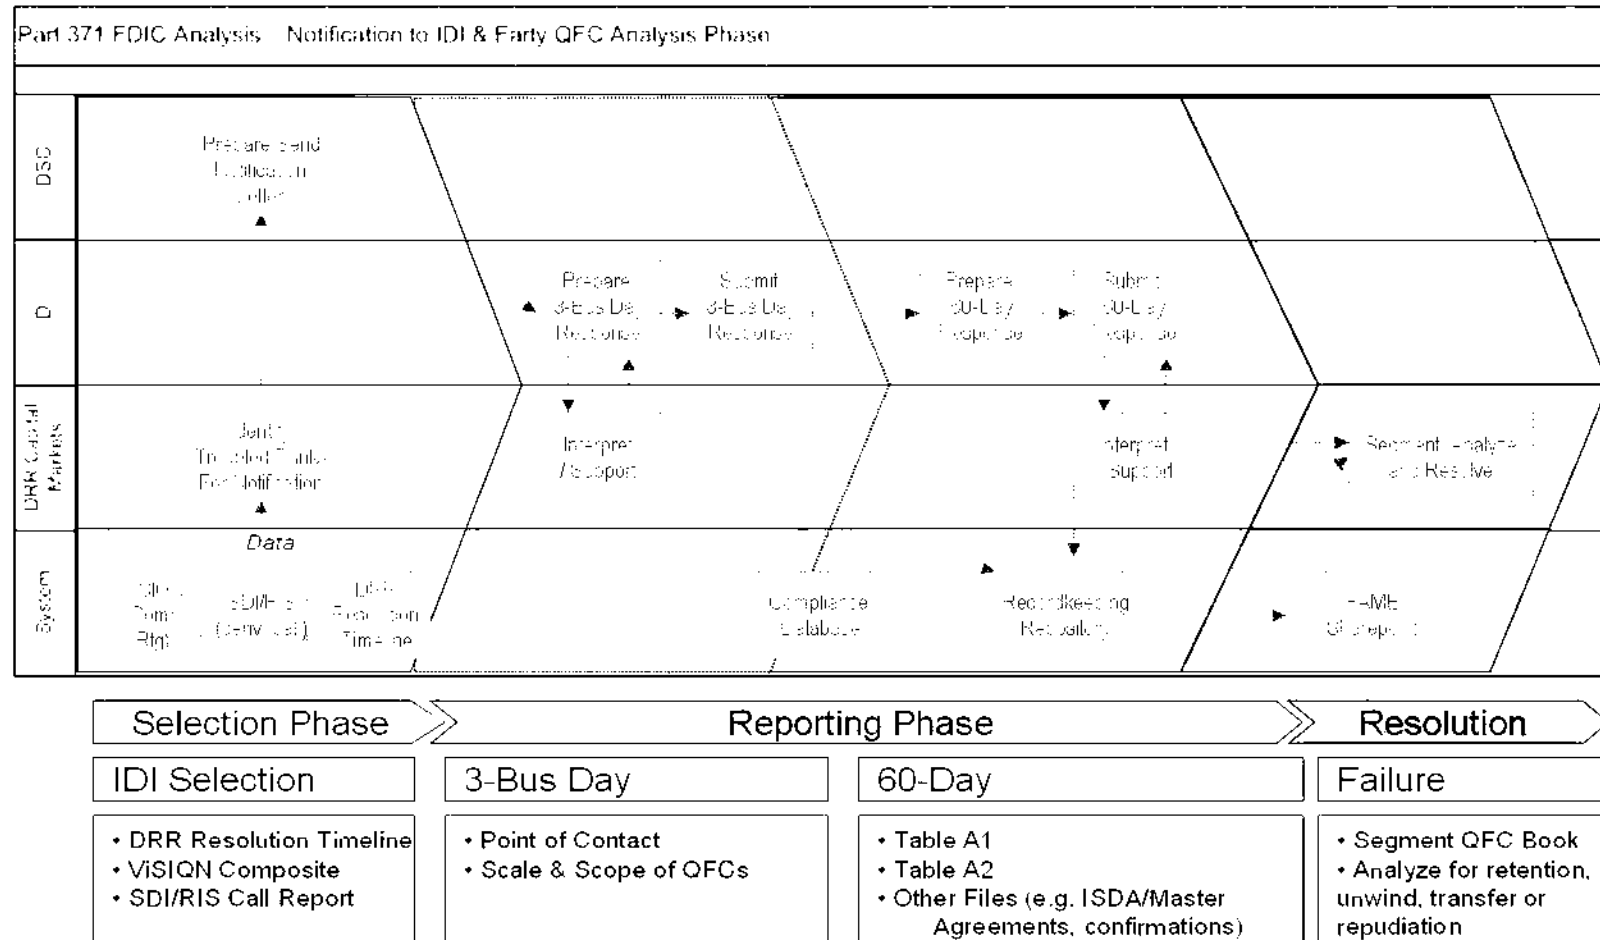 Part 371 FDIC Analysis Notification to IDI & Early QFC Analysis Phase
DSC
Prepare Send
Notification
Letter
Prepare
3-Bus Day
Response
Submit
3-Bus Day
Response
Prepare
60-Day
Response
Submit
60-Day
Response
DRR Capital
Markets
Identify
Troubled Banks
For Notification
Interpret
/ Support
Interpret
Support
Segment, Analyze
and Resolve
System
Data
Timeline
Compliance
Database
Recordkeeping
Repository
Selection Phase
Reporting Phase
Resolution
IDI Selection
3-Bus Day
60-Day
Failure
• DRR Resolution Timeline
• ViSION Composite
• SDI/RIS Call Report
• Point of Contact
• Scale & Scope of QFCs
• Table A1
• Table A2
• Other Files (e.g. ISDA/Master
Agreements, confirmations)
• Segment QFC Book
• Analyze for retention,
unwind, transfer or
repudiation